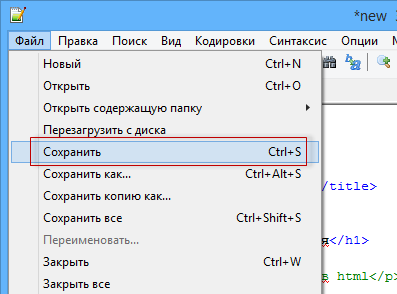 *new
Файл Правка Поиск Вид Кодировки Синтаксис Опции
Новый Ctrl+N
Открыть Ctrl+O
Открыть содержащую папку
Перезагрузить с диска
Сохранить Ctrl+S
Сохранить как... Ctrl+Alt+S
/title>
Сохранить копию как...
Сохранить все Ctrl+Shift+S
Переименовать...
</h1>
Закрыть Ctrl+W
в html</p>
Закрыть все